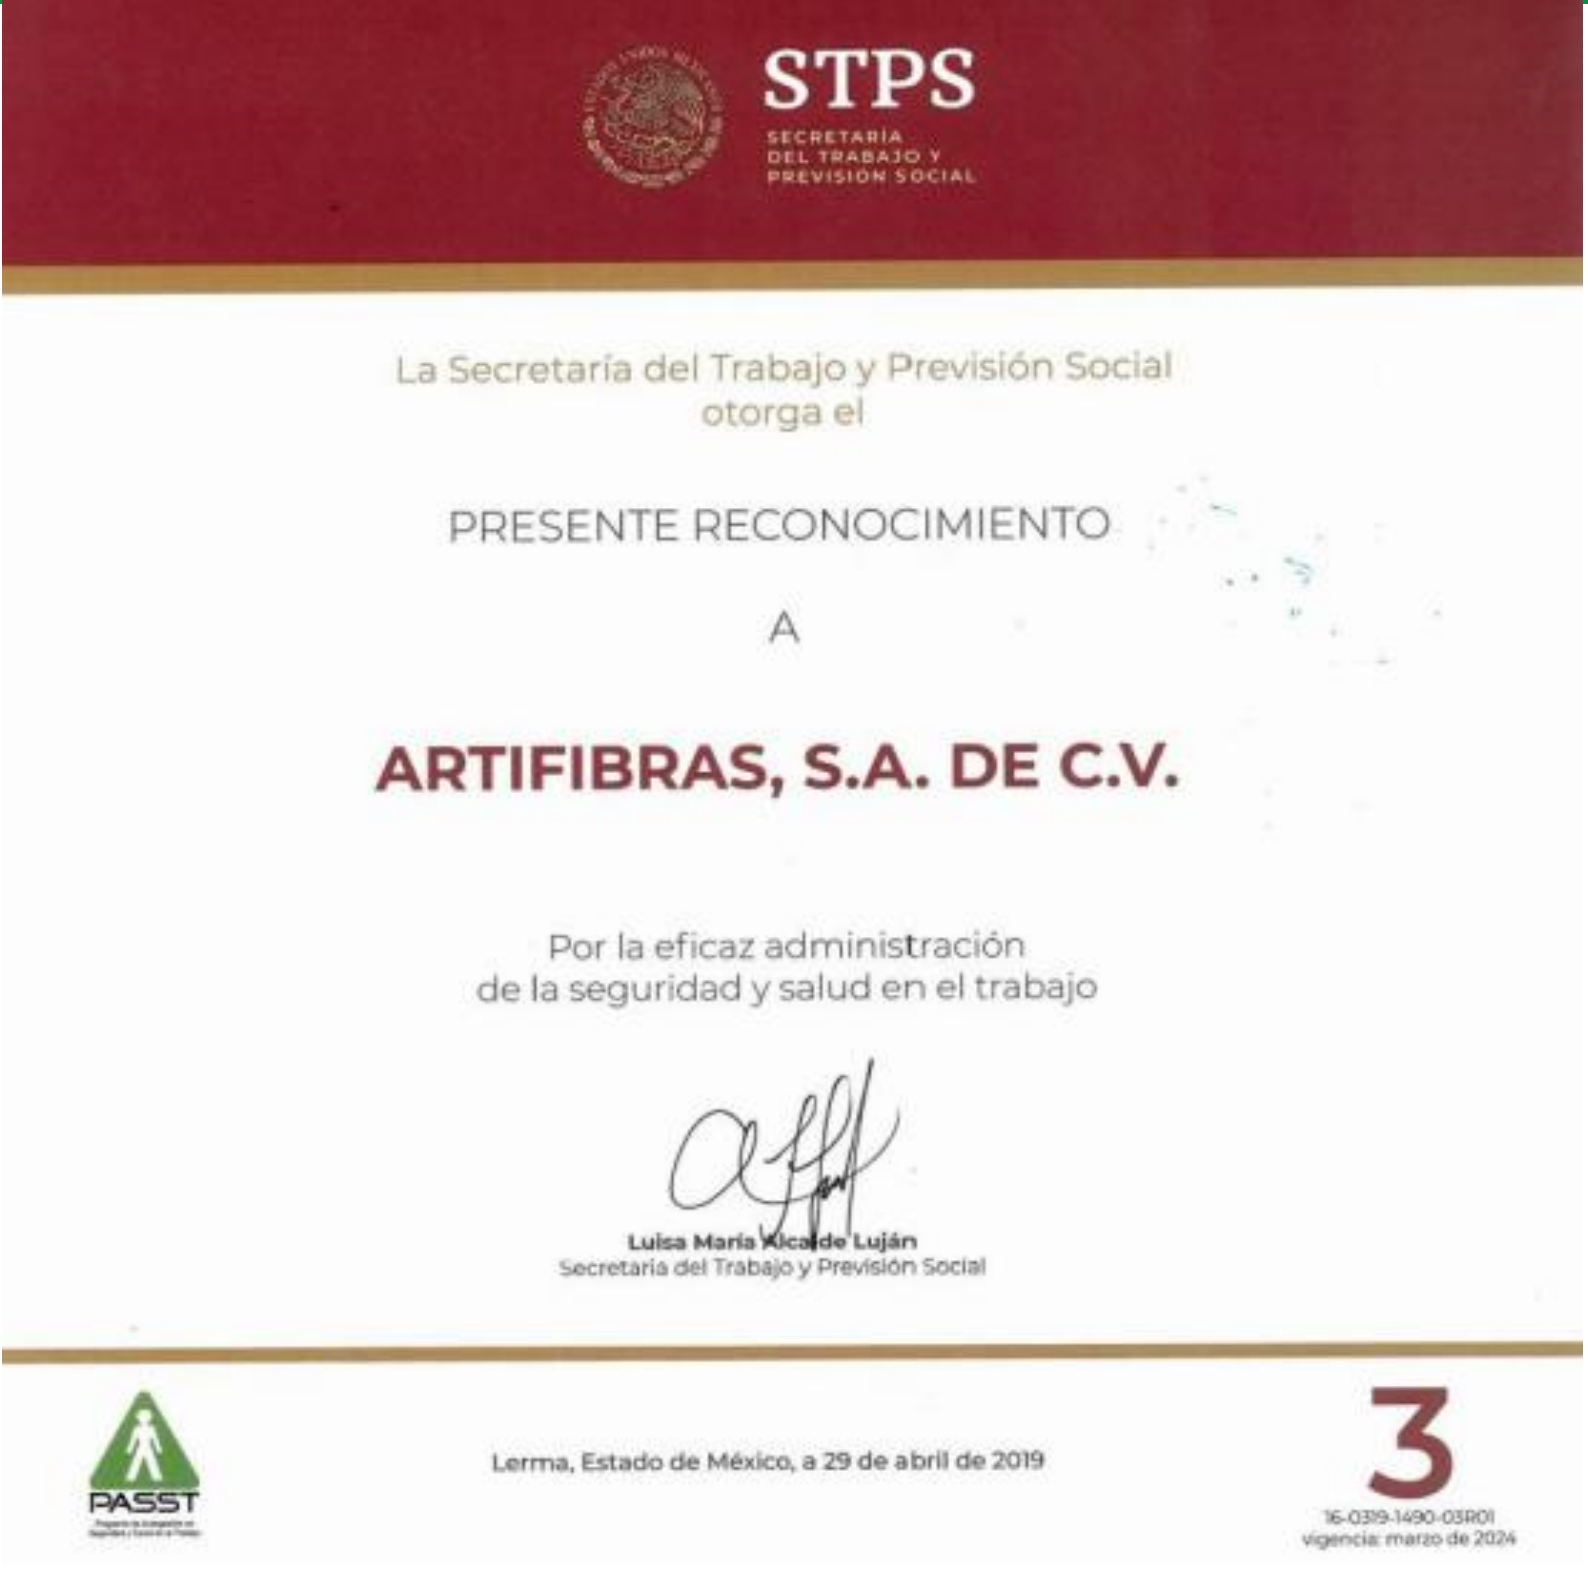 STPS
SECRETARÍA
DEL TRABAJO Y
PREVISIÓN SOCIAL
La Secretaría del Trabajo y Previsión Social
otorga el
PRESENTE RECONOCIMIENTO
A
ARTIFIBRAS, S.A. DE C.V.
Por la eficaz administración
de la seguridad y salud en el trabajo
Luisa María Alcalde Luján
Secretaria del Trabajo y Previsión Social
PASST
Lerma, Estado de México, a 29 de abril de 2019
3
16-0319-1490-03R01
vigencia: marzo de 2024